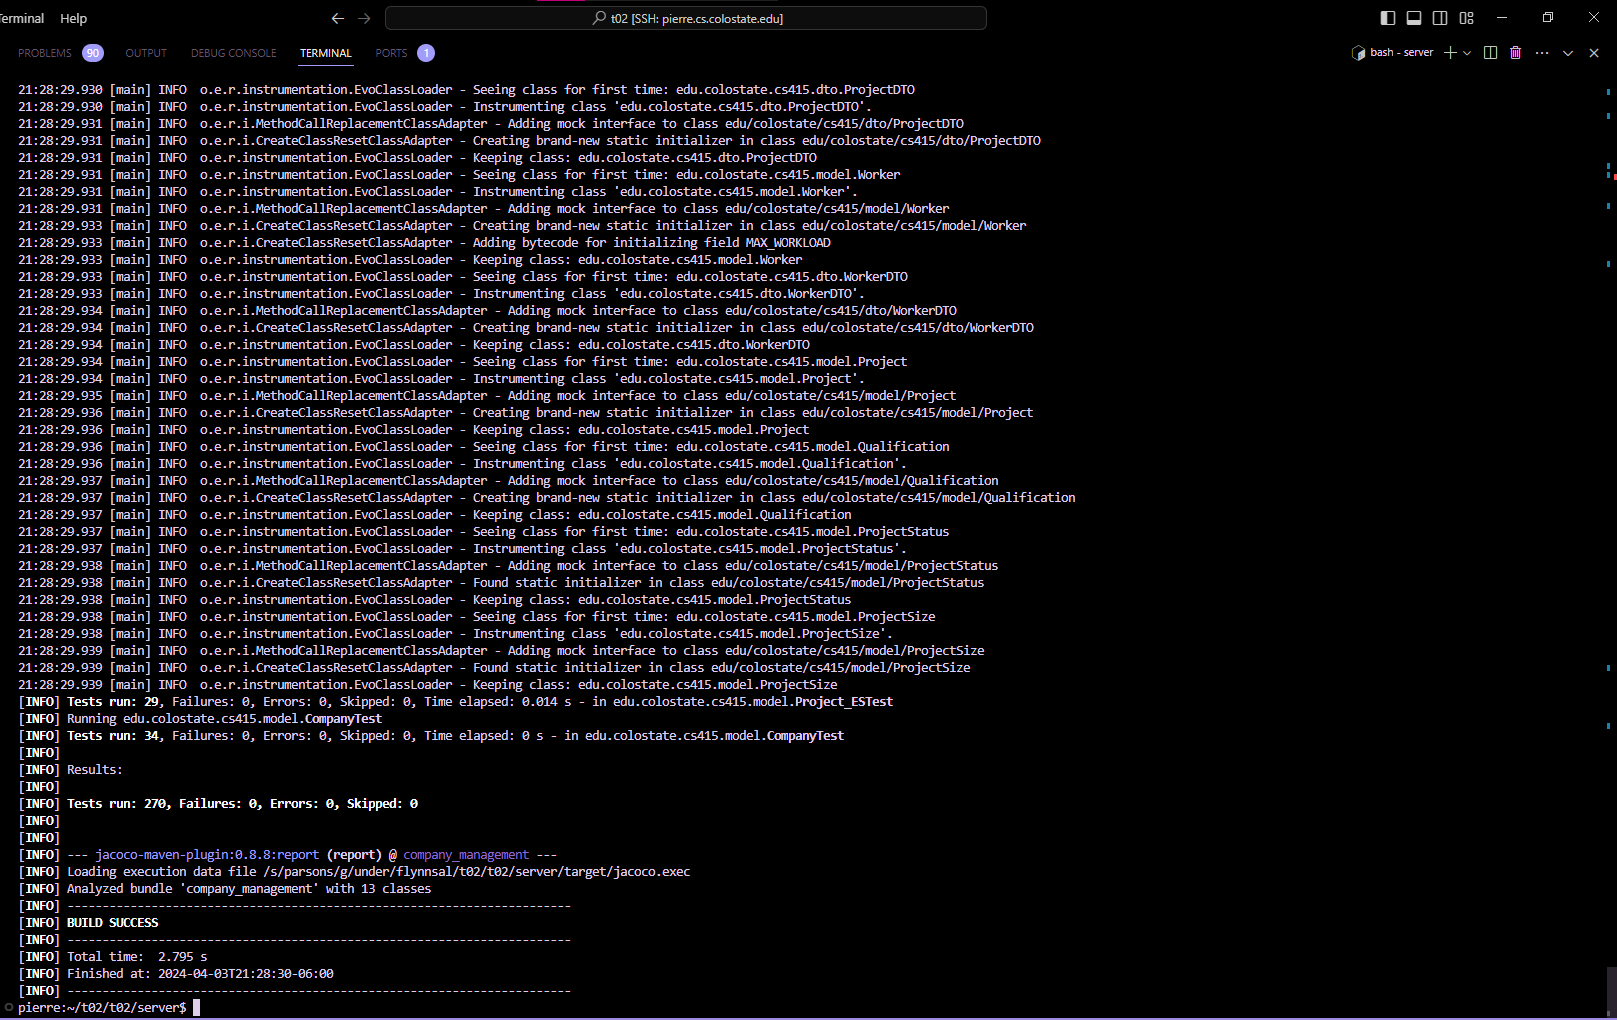 Terminal Help
t02 [SSH: pierre.cs.colostate.edu]
PROBLEMS 90 OUTPUT DEBUG CONSOLE TERMINAL PORTS 1 bash - server
21:28:29.930 [main] INFO  o.e.r.instrumentation.EvoClassLoader - Seeing class for first time: edu.colostate.cs415.dto.ProjectDTO
21:28:29.930 [main] INFO  o.e.r.instrumentation.EvoClassLoader - Instrumenting class 'edu.colostate.cs415.dto.ProjectDTO'.
21:28:29.931 [main] INFO  o.e.r.i.MethodCallReplacementClassAdapter - Adding mock interface to class edu/colostate/cs415/dto/ProjectDTO
21:28:29.931 [main] INFO  o.e.r.i.CreateClassResetClassAdapter - Creating brand-new static initializer in class edu/colostate/cs415/dto/ProjectDTO
21:28:29.931 [main] INFO  o.e.r.instrumentation.EvoClassLoader - Keeping class: edu.colostate.cs415.dto.ProjectDTO
21:28:29.931 [main] INFO  o.e.r.instrumentation.EvoClassLoader - Seeing class for first time: edu.colostate.cs415.model.Worker
21:28:29.931 [main] INFO  o.e.r.instrumentation.EvoClassLoader - Instrumenting class 'edu.colostate.cs415.model.Worker'.
21:28:29.931 [main] INFO  o.e.r.i.MethodCallReplacementClassAdapter - Adding mock interface to class edu/colostate/cs415/model/Worker
21:28:29.933 [main] INFO  o.e.r.i.CreateClassResetClassAdapter - Creating brand-new static initializer in class edu/colostate/cs415/model/Worker
21:28:29.933 [main] INFO  o.e.r.i.CreateClassResetClassAdapter - Adding bytecode for initializing field MAX_WORKLOAD
21:28:29.933 [main] INFO  o.e.r.instrumentation.EvoClassLoader - Keeping class: edu.colostate.cs415.model.Worker
21:28:29.933 [main] INFO  o.e.r.instrumentation.EvoClassLoader - Seeing class for first time: edu.colostate.cs415.dto.WorkerDTO
21:28:29.933 [main] INFO  o.e.r.instrumentation.EvoClassLoader - Instrumenting class 'edu.colostate.cs415.dto.WorkerDTO'.
21:28:29.934 [main] INFO  o.e.r.i.MethodCallReplacementClassAdapter - Adding mock interface to class edu/colostate/cs415/dto/WorkerDTO
21:28:29.934 [main] INFO  o.e.r.i.CreateClassResetClassAdapter - Creating brand-new static initializer in class edu/colostate/cs415/dto/WorkerDTO
21:28:29.934 [main] INFO  o.e.r.instrumentation.EvoClassLoader - Keeping class: edu.colostate.cs415.dto.WorkerDTO
21:28:29.934 [main] INFO  o.e.r.instrumentation.EvoClassLoader - Seeing class for first time: edu.colostate.cs415.model.Project
21:28:29.934 [main] INFO  o.e.r.instrumentation.EvoClassLoader - Instrumenting class 'edu.colostate.cs415.model.Project'.
21:28:29.935 [main] INFO  o.e.r.i.MethodCallReplacementClassAdapter - Adding mock interface to class edu/colostate/cs415/model/Project
21:28:29.936 [main] INFO  o.e.r.i.CreateClassResetClassAdapter - Creating brand-new static initializer in class edu/colostate/cs415/model/Project
21:28:29.936 [main] INFO  o.e.r.instrumentation.EvoClassLoader - Keeping class: edu.colostate.cs415.model.Project
21:28:29.936 [main] INFO  o.e.r.instrumentation.EvoClassLoader - Seeing class for first time: edu.colostate.cs415.model.Qualification
21:28:29.936 [main] INFO  o.e.r.instrumentation.EvoClassLoader - Instrumenting class 'edu.colostate.cs415.model.Qualification'.
21:28:29.937 [main] INFO  o.e.r.i.MethodCallReplacementClassAdapter - Adding mock interface to class edu/colostate/cs415/model/Qualification
21:28:29.937 [main] INFO  o.e.r.i.CreateClassResetClassAdapter - Creating brand-new static initializer in class edu/colostate/cs415/model/Qualification
21:28:29.937 [main] INFO  o.e.r.instrumentation.EvoClassLoader - Keeping class: edu.colostate.cs415.model.Qualification
21:28:29.937 [main] INFO  o.e.r.instrumentation.EvoClassLoader - Seeing class for first time: edu.colostate.cs415.model.ProjectStatus
21:28:29.937 [main] INFO  o.e.r.instrumentation.EvoClassLoader - Instrumenting class 'edu.colostate.cs415.model.ProjectStatus'.
21:28:29.938 [main] INFO  o.e.r.i.MethodCallReplacementClassAdapter - Adding mock interface to class edu/colostate/cs415/model/ProjectStatus
21:28:29.938 [main] INFO  o.e.r.i.CreateClassResetClassAdapter - Found static initializer in class edu/colostate/cs415/model/ProjectStatus
21:28:29.938 [main] INFO  o.e.r.instrumentation.EvoClassLoader - Keeping class: edu.colostate.cs415.model.ProjectStatus
21:28:29.938 [main] INFO  o.e.r.instrumentation.EvoClassLoader - Seeing class for first time: edu.colostate.cs415.model.ProjectSize
21:28:29.938 [main] INFO  o.e.r.instrumentation.EvoClassLoader - Instrumenting class 'edu.colostate.cs415.model.ProjectSize'.
21:28:29.939 [main] INFO  o.e.r.i.MethodCallReplacementClassAdapter - Adding mock interface to class edu/colostate/cs415/model/ProjectSize
21:28:29.939 [main] INFO  o.e.r.i.CreateClassResetClassAdapter - Found static initializer in class edu/colostate/cs415/model/ProjectSize
21:28:29.939 [main] INFO  o.e.r.instrumentation.EvoClassLoader - Keeping class: edu.colostate.cs415.model.ProjectSize
[INFO] Tests run: 29, Failures: 0, Errors: 0, Skipped: 0, Time elapsed: 0.014 s - in edu.colostate.cs415.model.Project_ESTest
[INFO] Running edu.colostate.cs415.model.CompanyTest
[INFO] Tests run: 34, Failures: 0, Errors: 0, Skipped: 0, Time elapsed: 0 s - in edu.colostate.cs415.model.CompanyTest
[INFO]
[INFO] Results:
[INFO]
[INFO] Tests run: 270, Failures: 0, Errors: 0, Skipped: 0
[INFO]
[INFO]
[INFO] --- jacoco-maven-plugin:0.8.8:report (report) @ company_management ---
[INFO] Loading execution data file /s/parsons/g/under/flynnsal/t02/t02/server/target/jacoco.exec
[INFO] Analyzed bundle 'company_management' with 13 classes
[INFO] ------------------------------------------------------------------------
[INFO] BUILD SUCCESS
[INFO] ------------------------------------------------------------------------
[INFO] Total time:  2.795 s
[INFO] Finished at: 2024-04-03T21:28:30-06:00
[INFO] ------------------------------------------------------------------------
pierre:~/t02/t02/server$